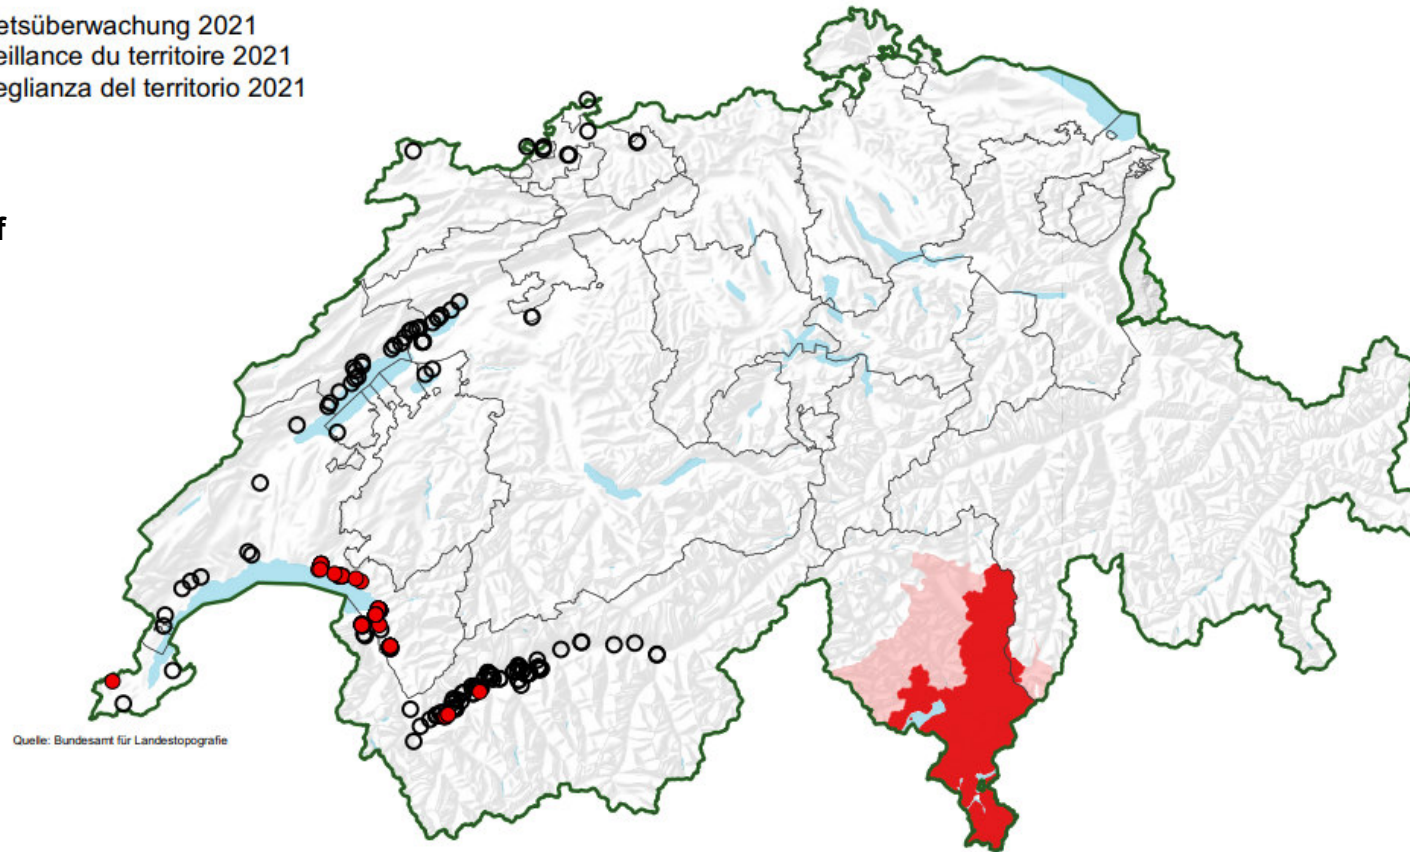 etsüberwachung 2021
eillance du territoire 2021
eglianza del territorio 2021
f
Quelle: Bundesamt für Landestopografie